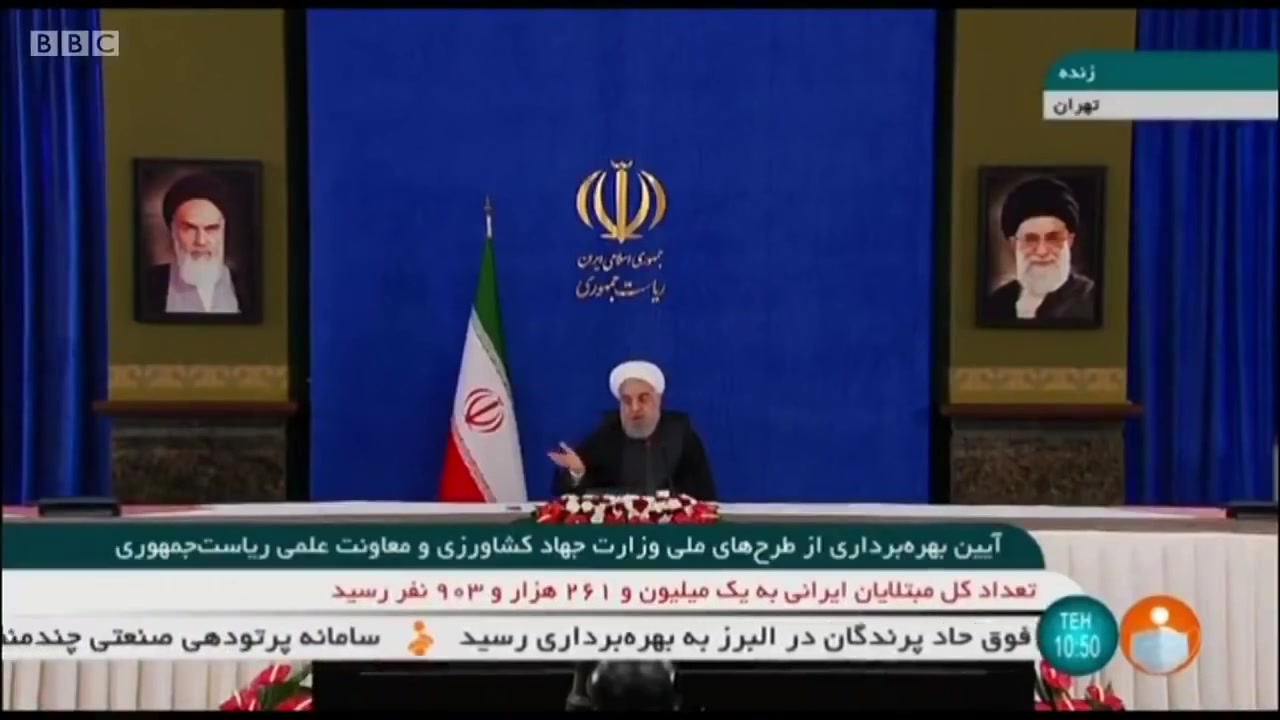 BBC
زنده
تهران
جمهوری اسلامی ایران
ریاست جمهوری
آیین بهره‌برداری از طرح‌های ملی وزارت جهاد کشاورزی و معاونت علمی ریاست‌جمهوری
تعداد کل مبتلایان ایرانی به یک میلیون و ۲۶۱ هزار و ۹۰۳ نفر رسید
فوق حاد پرندگان در البرز به بهره‌برداری رسید سامانه پرتودهی صنعتی چندمن
TEH
10:50